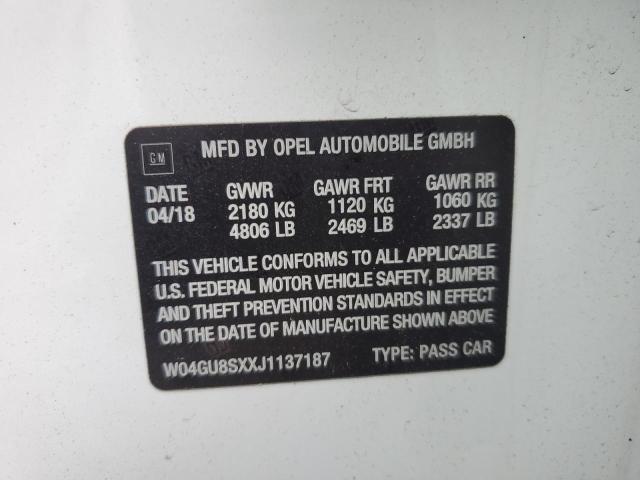 GM MFD BY OPEL AUTOMOBILE GMBH
DATE GVWR GAWR FRT GAWR RR
04/18 2180 KG 1120 KG 1060 KG
4806 LB 2469 LB 2337 LB
THIS VEHICLE CONFORMS TO ALL APPLICABLE
U.S. FEDERAL MOTOR VEHICLE SAFETY, BUMPER
AND THEFT PREVENTION STANDARDS IN EFFECT
ON THE DATE OF MANUFACTURE SHOWN ABOVE
W04GU8SXXJ1137187 TYPE: PASS CAR